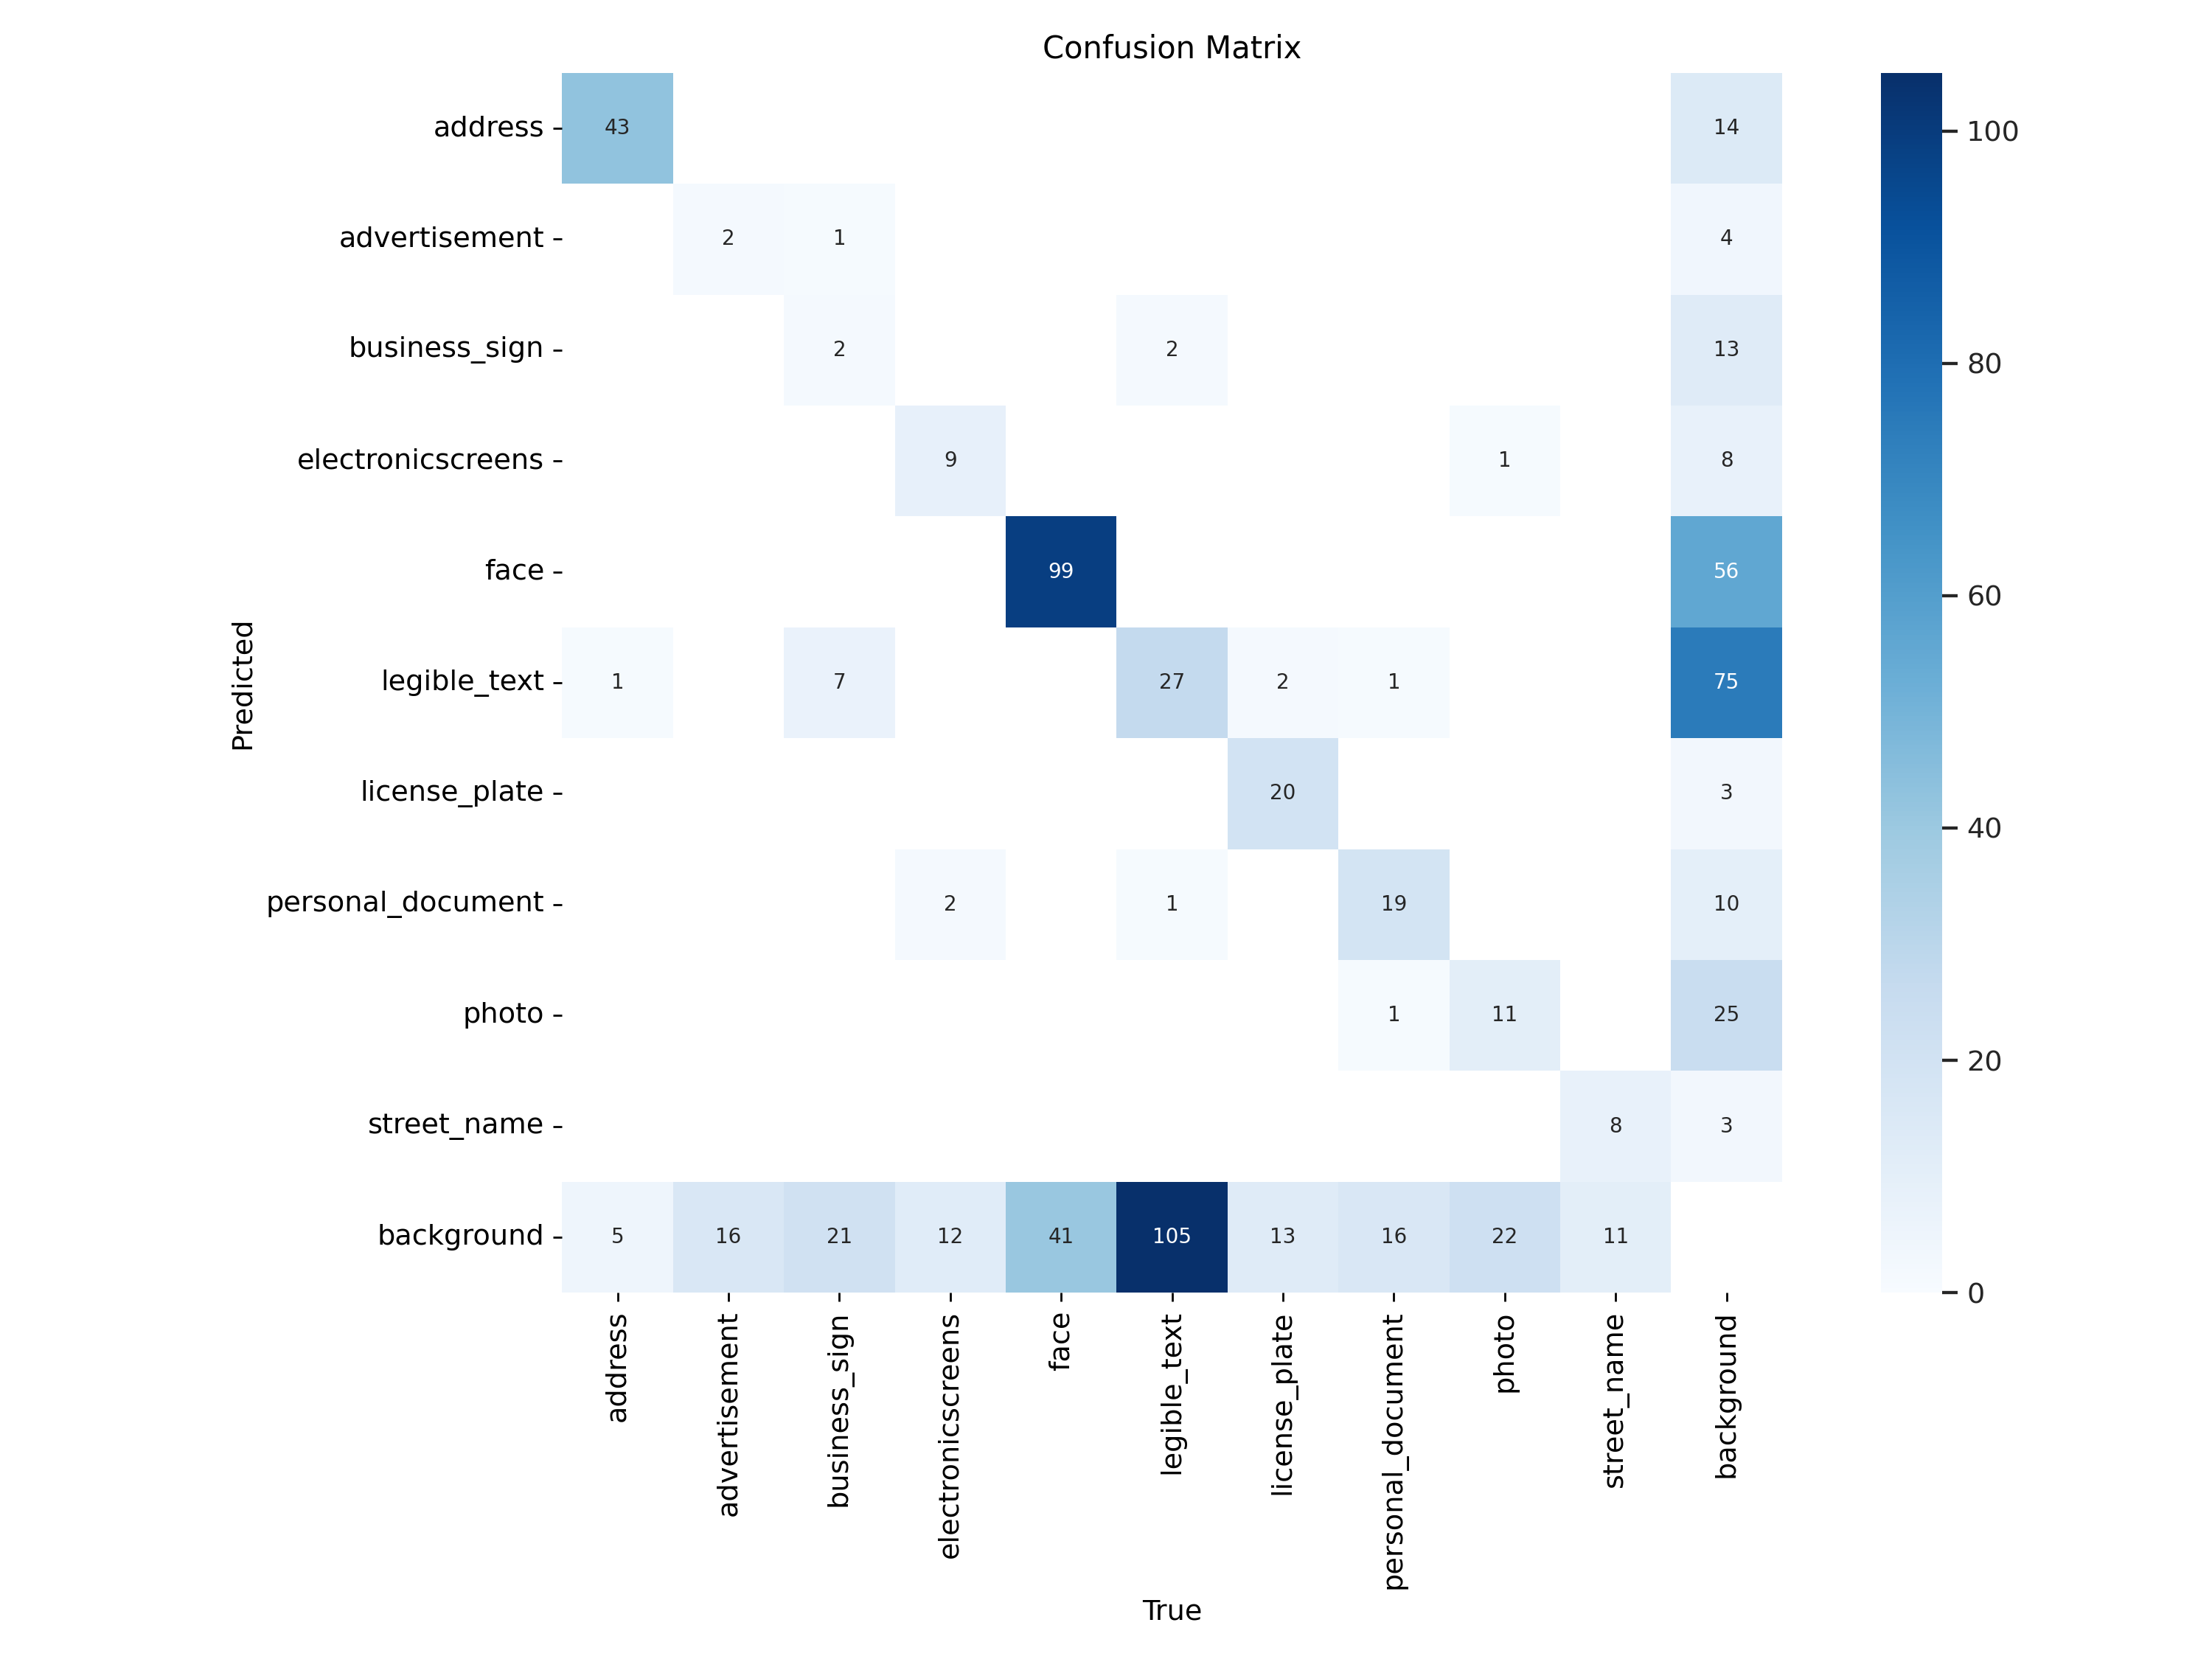 Confusion Matrix
address 43 14 100
advertisement 2 1 4
business_sign 2 2 13 80
electronicscreens 9 1 8
face 99 56 60
Predicted
legible_text 1 7 27 2 1 75
license_plate 20 3 40
personal_document 2 1 19 10
photo 1 11 25 20
street_name 8 3
background 5 16 21 12 41 105 13 16 22 11 0
address advertisement business_sign electronicscreens face legible_text license_plate personal_document photo street_name background
True